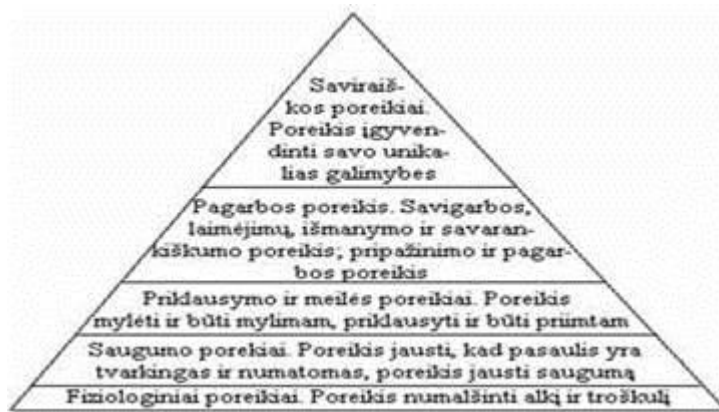 Saviraiš-
kos poreikiai.
Poreikis įgyven-
dinti savo unika-
lias galimybes
Pagarbos poreikis. Savigarbos,
laimėjimų, išmanymo ir savaran-
kiškumo poreikis; pripažinimo ir pagar-
bos poreikis
Priklausymo ir meilės poreikiai. Poreikis
mylėti ir būti mylimam, priklausyti ir būti priimtam
Saugumo porekiai. Poreikis jausti, kad pasaulis yra
tvarkingas ir numatomas, poreikis jausti saugumą
Fiziologiniai poreikiai. Poreikis numalšinti alkį ir troškulį